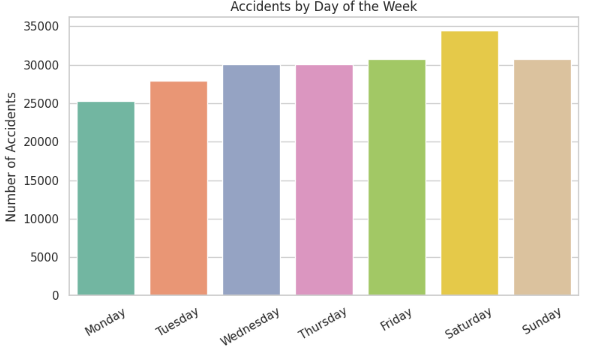 Accidents by Day of the Week
Number of Accidents
35000
30000
25000
20000
15000
10000
5000
0
Monday
Tuesday
Wednesday
Thursday
Friday
Saturday
Sunday